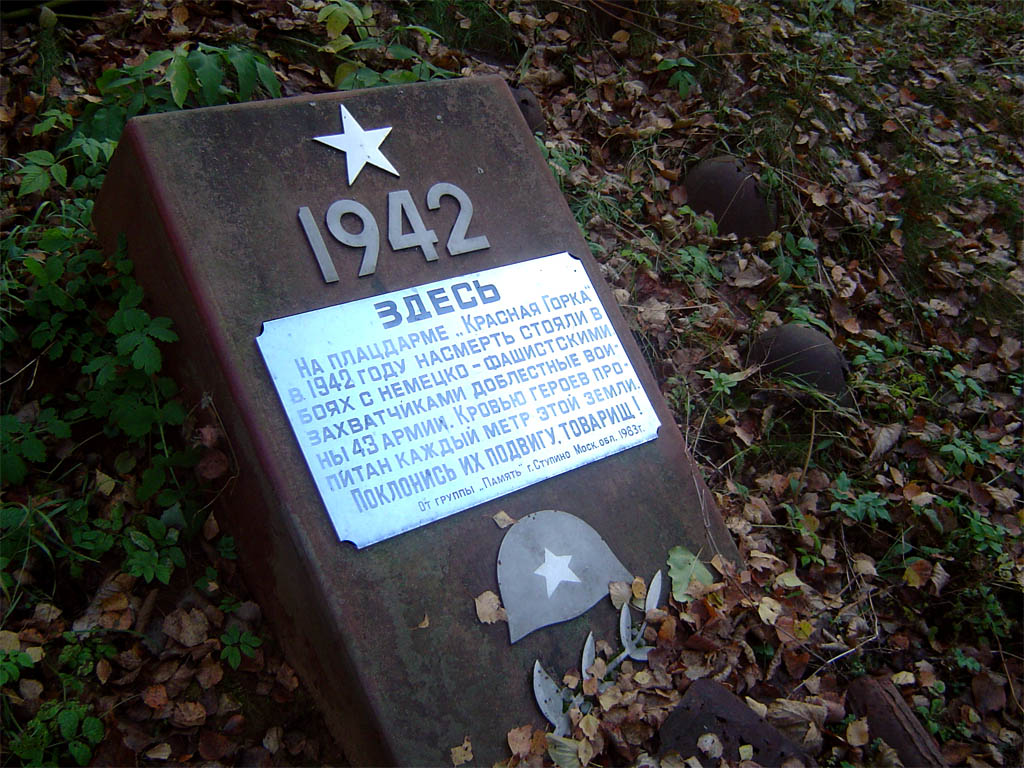 1942
ЗДЕСЬ
НА ПЛАЦДАРМЕ „КРАСНАЯ ГОРКА"
В 1942 ГОДУ НАСМЕРТЬ СТОЯЛИ В
БОЯХ С НЕМЕЦКО-ФАШИСТСКИМИ
ЗАХВАТЧИКАМИ ДОБЛЕСТНЫЕ ВОИ-
НЫ 43 АРМИИ. КРОВЬЮ ГЕРОЕВ ПРО-
ПИТАН КАЖДЫЙ МЕТР ЭТОЙ ЗЕМЛИ.
ПОКЛОНИСЬ ИХ ПОДВИГУ, ТОВАРИЩ!
ОТ ГРУППЫ „ПАМЯТЬ" Г. СТУПИНО МОСК. ОБЛ. 1983 г.